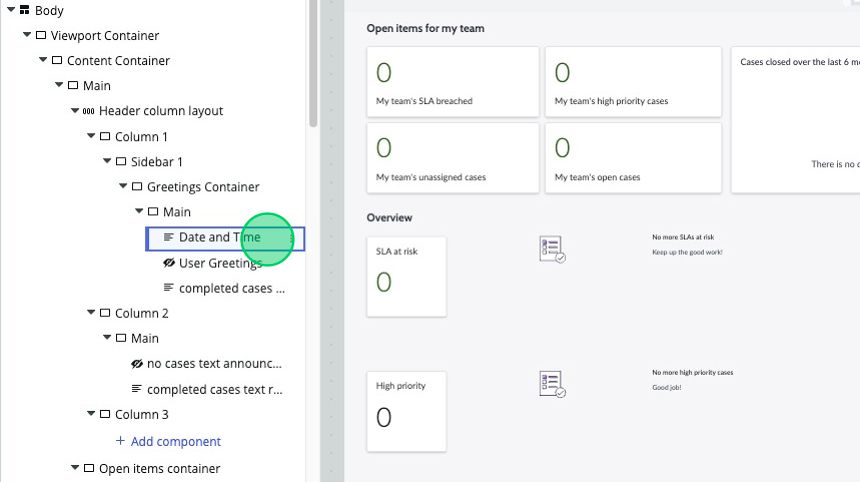 Body
Viewport Container
Content Container
Main
Header column layout
Column 1
Sidebar 1
Greetings Container
Main
Date and Time
User Greetings
completed cases ...
Column 2
Main
no cases text announc...
completed cases text r...
Column 3
+ Add component
Open items container
Open items for my team
0
My team's SLA breached
0
My team's high priority cases
Cases closed over the last 6 m
There is no
0
My team's unassigned cases
0
My team's open cases
Overview
SLA at risk
0
No more SLAs at risk
Keep up the good work!
High priority
0
No more high priority cases
Good job!